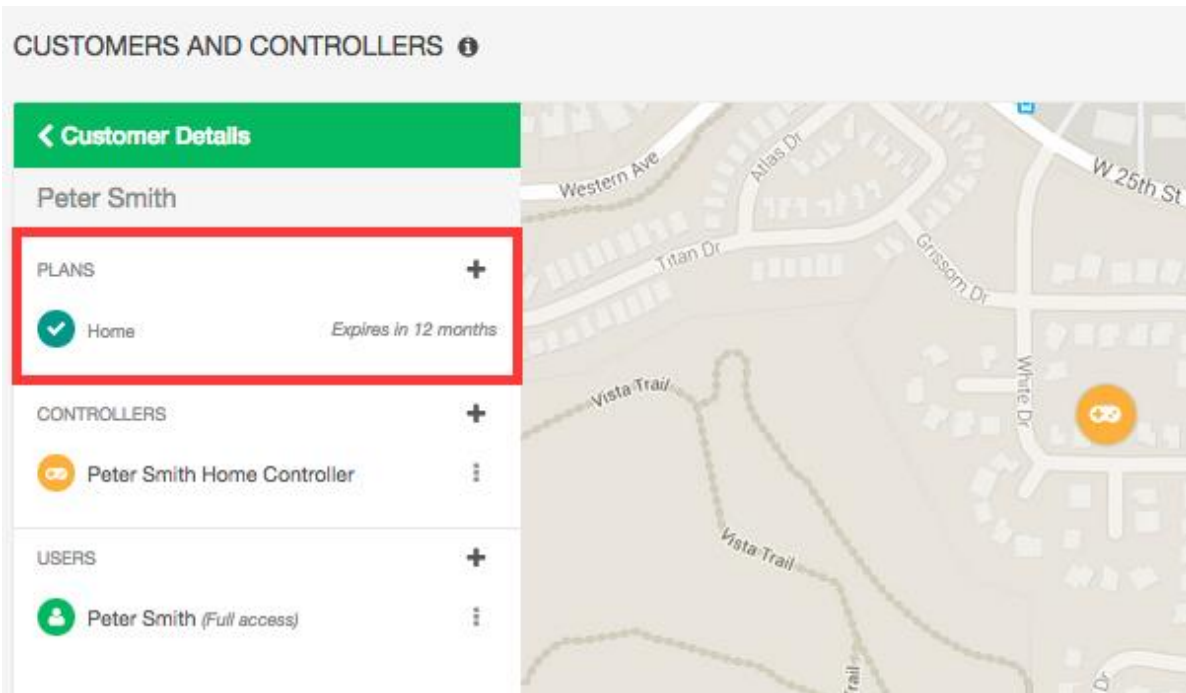 CUSTOMERS AND CONTROLLERS
Customer Details
Peter Smith
PLANS
Home Expires in 12 months
CONTROLLERS
Peter Smith Home Controller
USERS
Peter Smith (Full access)
Western Ave
Atlas Dr
W 25th St
Titan Dr
Grissom Dr
Vista Trail
White Dr
Vista Trail
Trail
Dr